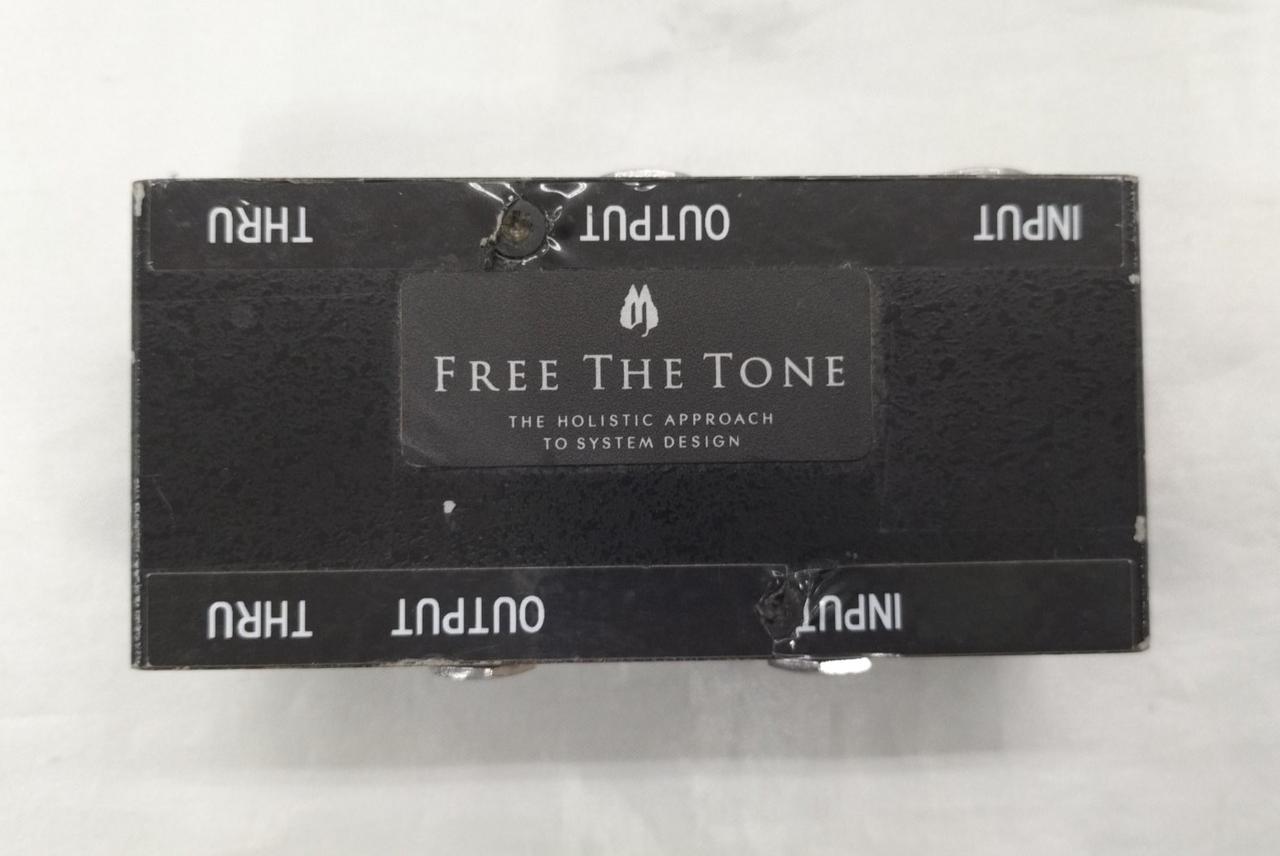 THRU OUTPUT INPUT
FREE THE TONE
THE HOLISTIC APPROACH
TO SYSTEM DESIGN
THRU OUTPUT INPUT